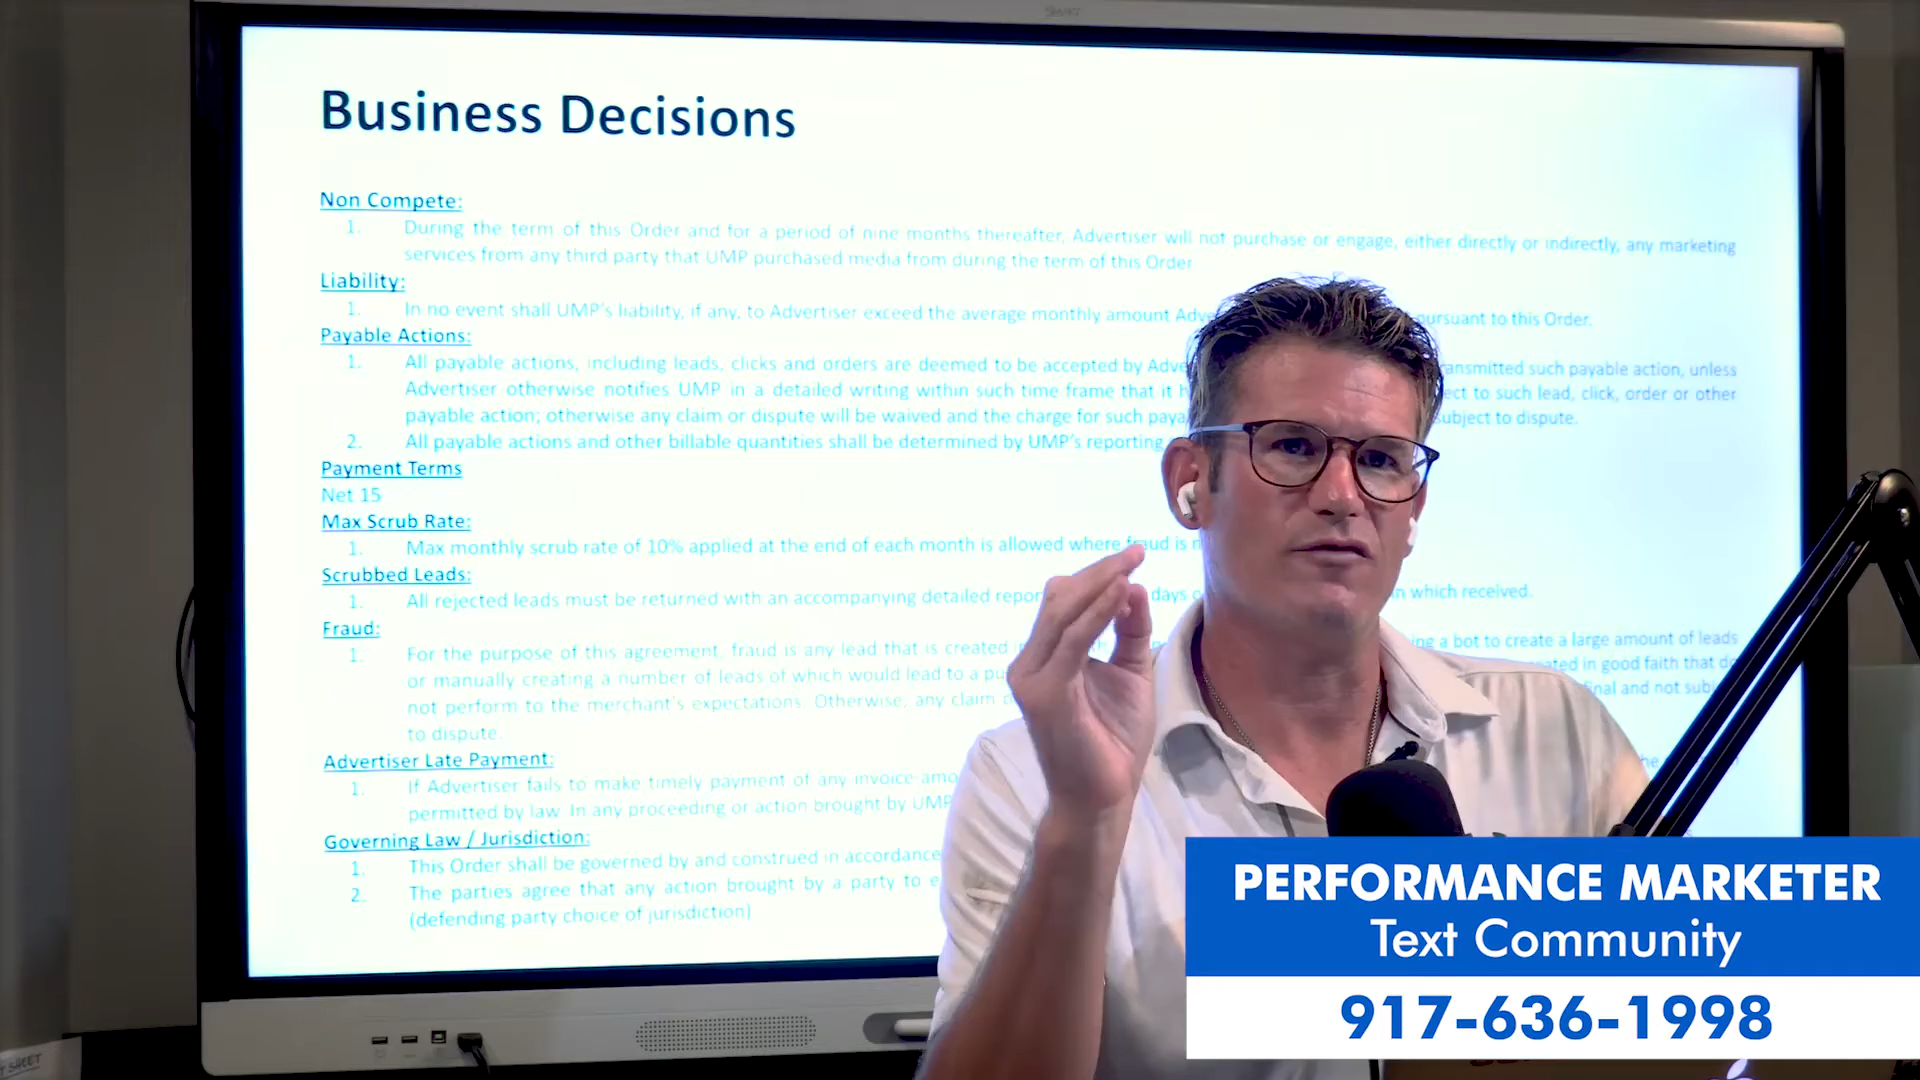 SMART
Business Decisions
Non Compete:
1. During the term of this Order and for a period of nine months thereafter, Advertiser will not purchase or engage, either directly or indirectly, any marketing
services from any third party that UMP purchased media from during the term of this Order
Liability:
1. In no event shall UMP's liability, if any, to Advertiser exceed the average monthly amount pursuant to this Order.
Payable Actions:
1. All payable actions, including leads, clicks and orders are deemed to be accepted by such payable action, unless
Advertiser otherwise notifies UMP in a detailed writing within such time frame that it to such lead, click, order or other
payable action; otherwise any claim or dispute will be waived and the charge for such subject to dispute.
2. All payable actions and other billable quantities shall be determined by UMP's reporting
Payment Terms
Net 15
Max Scrub Rate:
1. Max monthly scrub rate of 10% applied at the end of each month is allowed where fraud is
Scrubbed Leads:
1. All rejected leads must be returned with an accompanying detailed days in which received.
Fraud:
1. For the purpose of this agreement, fraud is any lead that is created a bot to create a large amount of leads
or manually creating a number of leads of which would lead to a in good faith that
not perform to the merchant's expectations. Otherwise, any claim final and not
to dispute.
Advertiser Late Payment:
1. If Advertiser fails to make timely payment of any invoice the
permitted by law. In any proceeding or action brought by UMP
Governing Law / Jurisdiction:
1. This Order shall be governed by and construed in accordance
2. The parties agree that any action brought by a party to
(defending party choice of jurisdiction)
PERFORMANCE MARKETER
Text Community
917-636-1998
SHEET